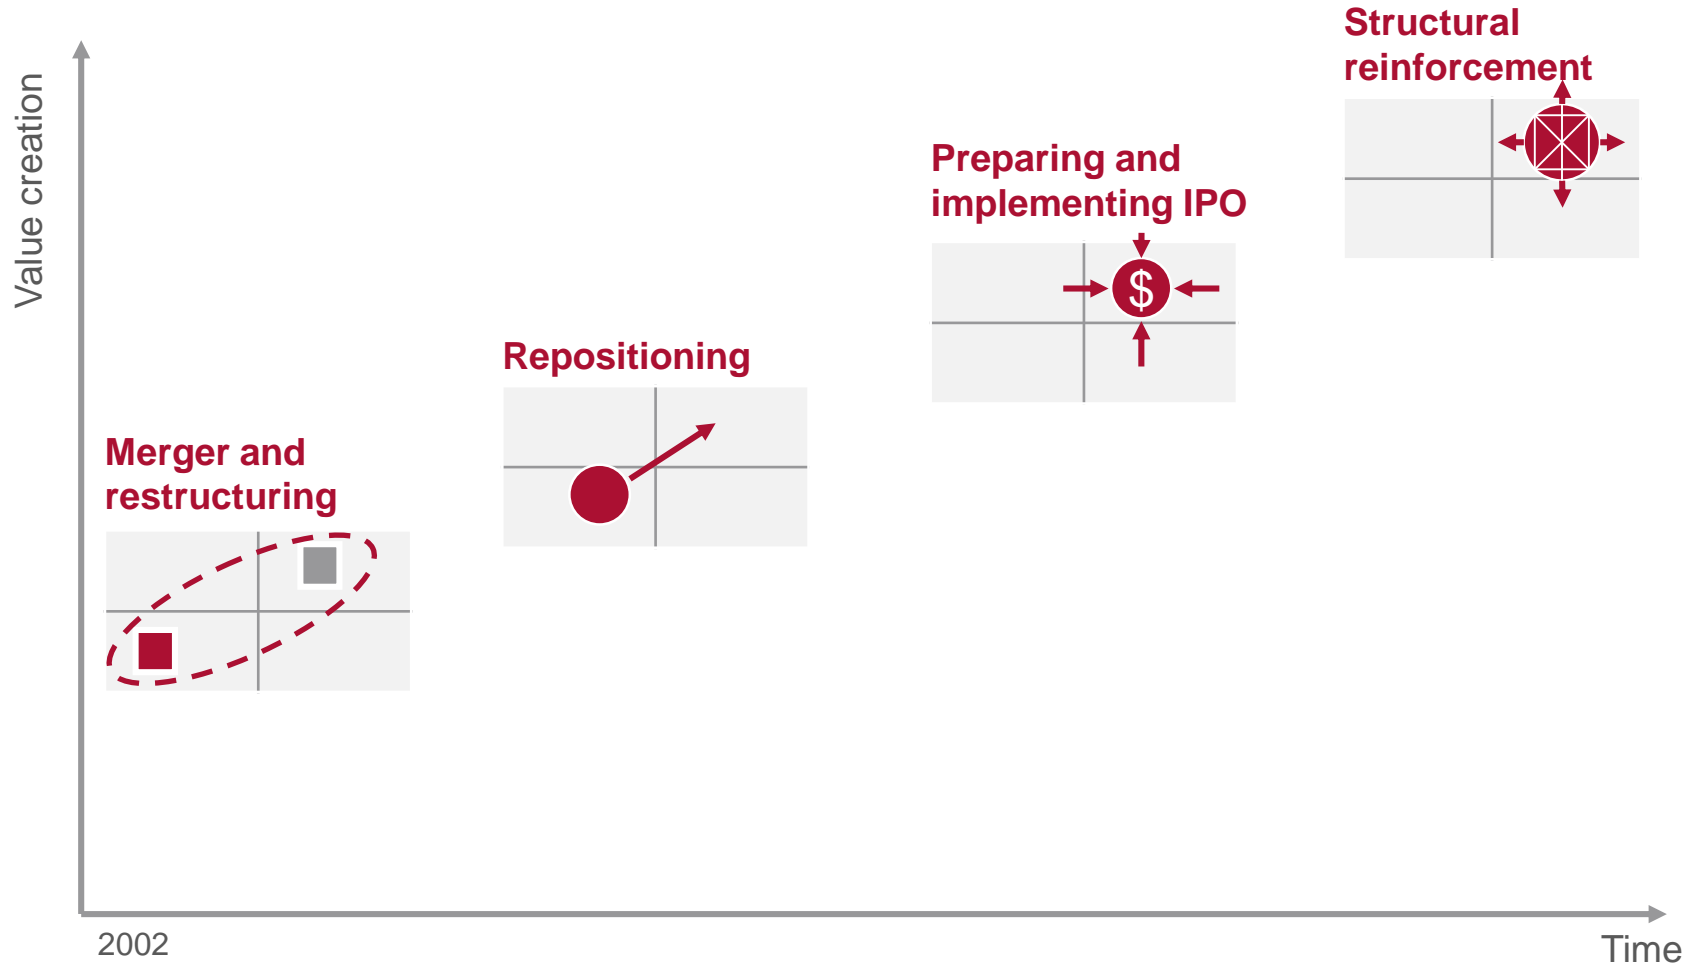 Structural
reinforcement
Value creation
Preparing and
implementing IPO
$
Repositioning
Merger and
restructuring
2002
Time